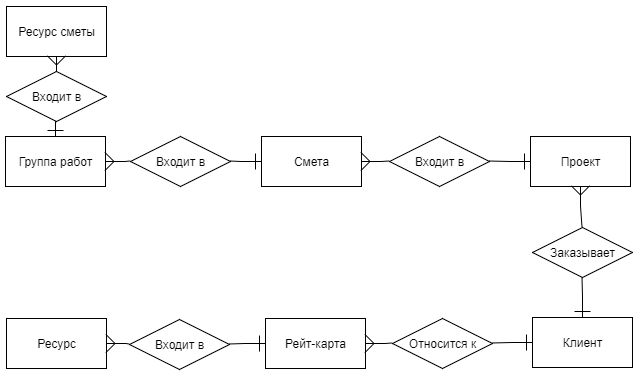 Ресурс сметы
Входит в
Группа работ
Входит в
Смета
Входит в
Проект
Заказывает
Ресурс
Входит в
Рейт-карта
Относится к
Клиент